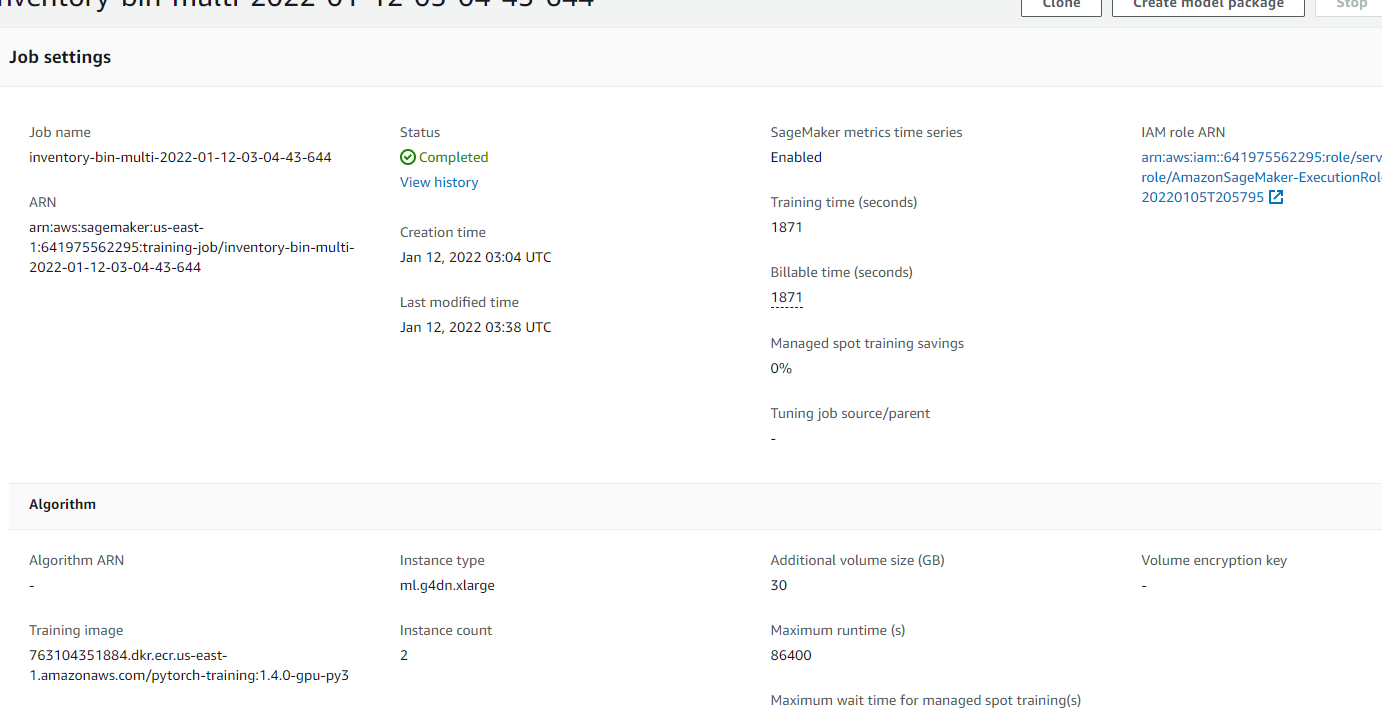 inventory-bin-multi-2022-01-12-03-04-43-644
Clone
Create model package
Stop
Job settings
Job name
inventory-bin-multi-2022-01-12-03-04-43-644
ARN
arn:aws:sagemaker:us-east-
1:641975562295:training-job/inventory-bin-multi-
2022-01-12-03-04-43-644
Status
Completed
View history
Creation time
Jan 12, 2022 03:04 UTC
Last modified time
Jan 12, 2022 03:38 UTC
SageMaker metrics time series
Enabled
Training time (seconds)
1871
Billable time (seconds)
1871
Managed spot training savings
0%
Tuning job source/parent
-
IAM role ARN
arn:aws:iam::641975562295:role/serv
role/AmazonSageMaker-ExecutionRol
20220105T205795
Algorithm
Algorithm ARN
-
Training image
763104351884.dkr.ecr.us-east-
1.amazonaws.com/pytorch-training:1.4.0-gpu-py3
Instance type
ml.g4dn.xlarge
Instance count
2
Additional volume size (GB)
30
Maximum runtime (s)
86400
Maximum wait time for managed spot training(s)
Volume encryption key
-